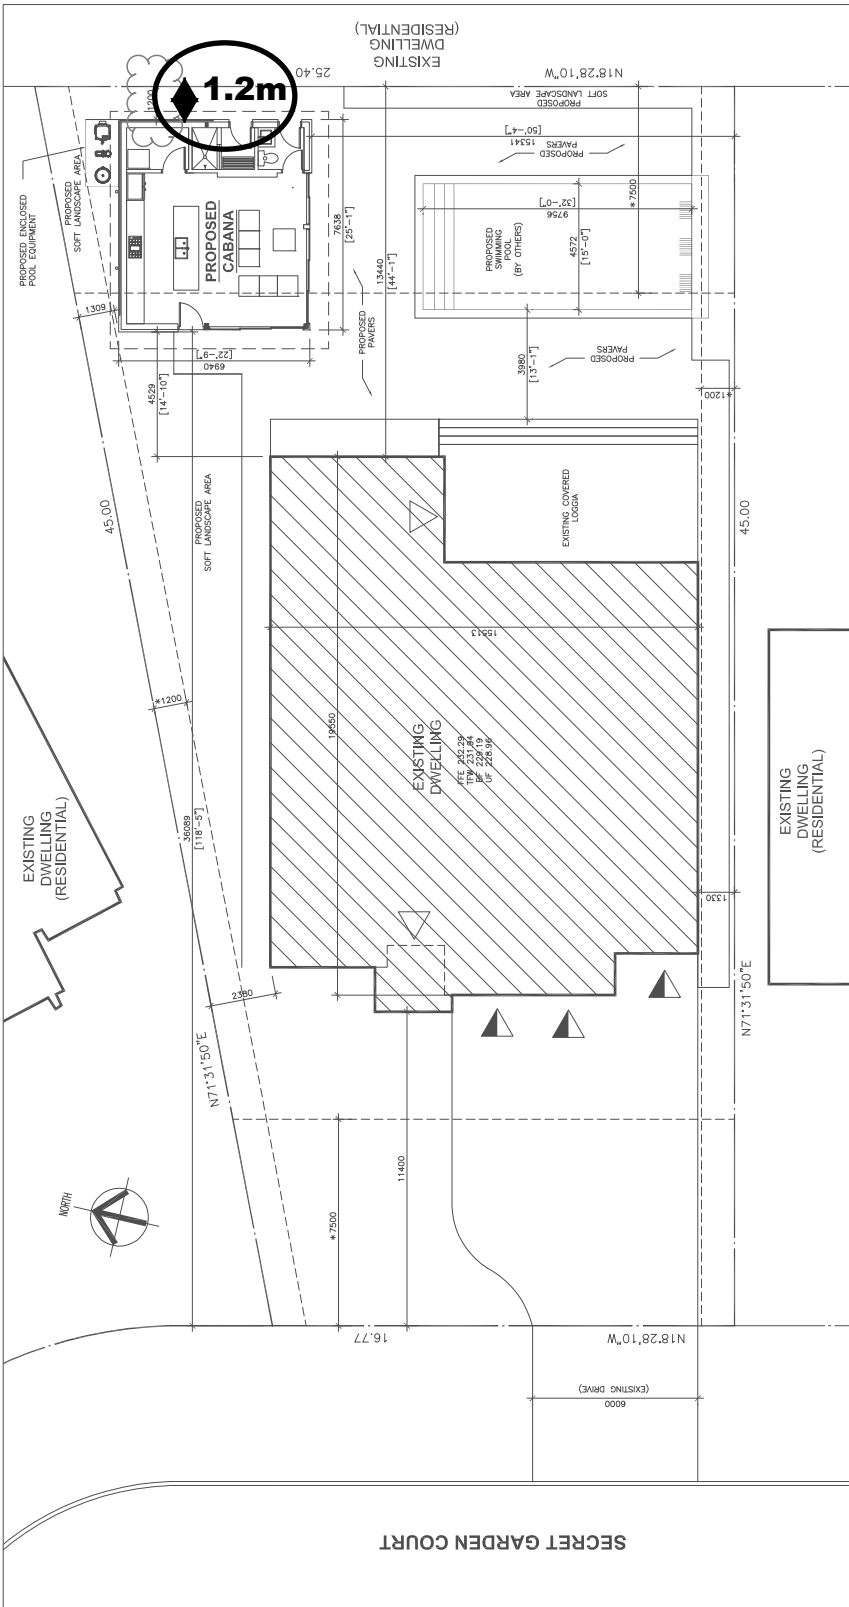 EXISTING
DWELLING
(RESIDENTIAL)
25.40
N18°28'10"W
1200
1.2m
PROPOSED
SOFT LANDSCAPE AREA
[50'-4"]
15341
PROPOSED
PAVERS
*7500
PROPOSED ENCLOSED
POOL EQUIPMENT
PROPOSED
SOFT LANDSCAPE AREA
PROPOSED
CABANA
7638
[25'-1"]
13440
[44'-1"]
[32'-0"]
9756
4572
[15'-0"]
PROPOSED
SWIMMING
POOL
(BY OTHERS)
1309
PROPOSED
PAVERS
[22'-9"]
6940
4529
[14'-10"]
3980
[13'-1"]
PROPOSED
PAVERS
*1200
45.00
PROPOSED
SOFT LANDSCAPE AREA
EXISTING COVERED
LOGGIA
45.00
15513
*1200
19550
EXISTING
DWELLING
FFE 232.29
TFW 231.94
BF 229.19
UF 228.96
36089
[118'-5"]
EXISTING
DWELLING
(RESIDENTIAL)
EXISTING
DWELLING
(RESIDENTIAL)
1330
2380
N71°31'50"E
N71°31'50"E
11400
*7500
NORTH
16.77
N18°28'10"W
(EXISTING DRIVE)
6000
SECRET GARDEN COURT